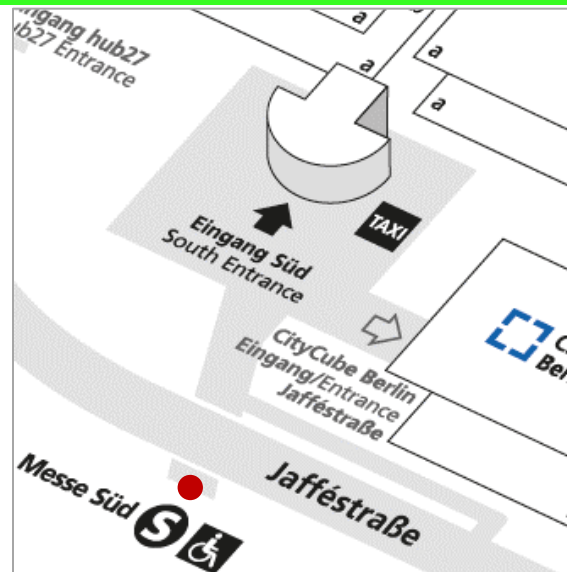 Eingang hub27
hub27 Entrance
a
a
a
a
TAXI
Eingang Süd
South Entrance
CityCube Berlin
Eingang/Entrance
Jafféstraße
Messe Süd
S
Jafféstraße